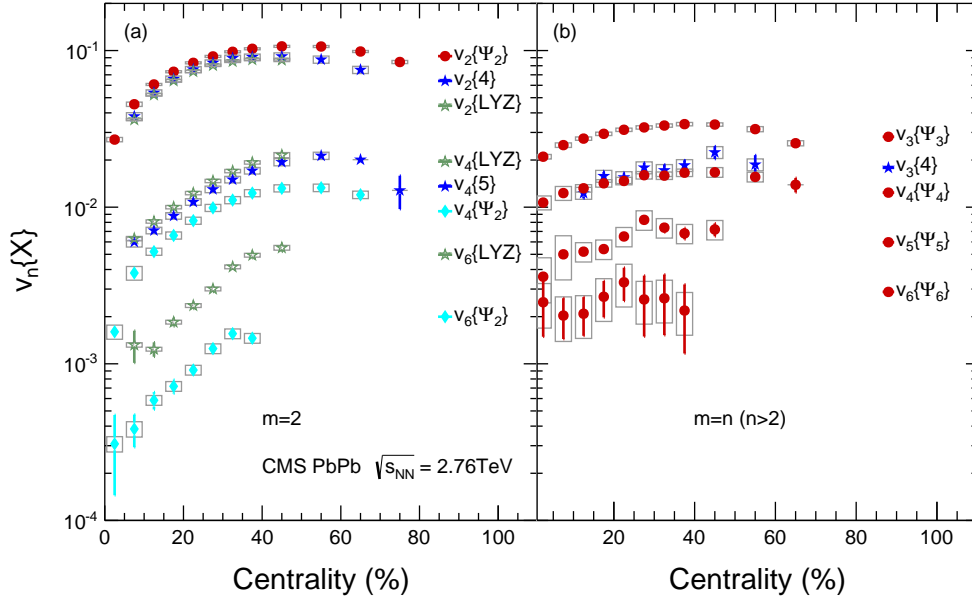 (a)
(b)
v₂{Ψ₂}
v₂{4}
v₂{LYZ}
v₄{LYZ}
v₄{5}
v₄{Ψ₂}
v₆{LYZ}
v₆{Ψ₂}
v₃{Ψ₃}
v₃{4}
v₄{Ψ₄}
v₅{Ψ₅}
v₆{Ψ₆}
vₙ{X}
10⁻¹
10⁻²
10⁻³
10⁻⁴
m=2
CMS PbPb √s_NN = 2.76TeV
m=n (n>2)
0 20 40 60 80 100
0 20 40 60 80 100
Centrality (%)
Centrality (%)